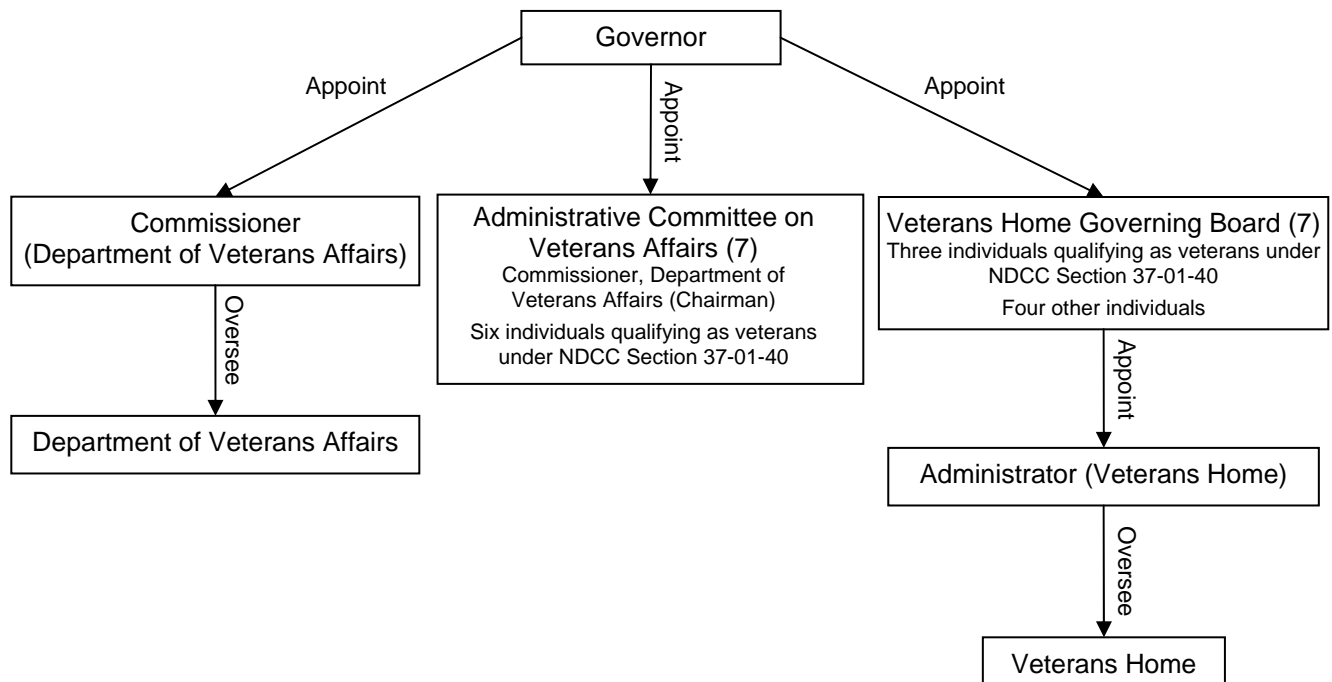 Governor
Appoint
Appoint
Appoint
Commissioner
(Department of Veterans Affairs)
Administrative Committee on
Veterans Affairs (7)
Commissioner, Department of
Veterans Affairs (Chairman)
Six individuals qualifying as veterans
under NDCC Section 37-01-40
Veterans Home Governing Board (7)
Three individuals qualifying as veterans under
NDCC Section 37-01-40
Four other individuals
Oversee
Appoint
Department of Veterans Affairs
Administrator (Veterans Home)
Oversee
Veterans Home